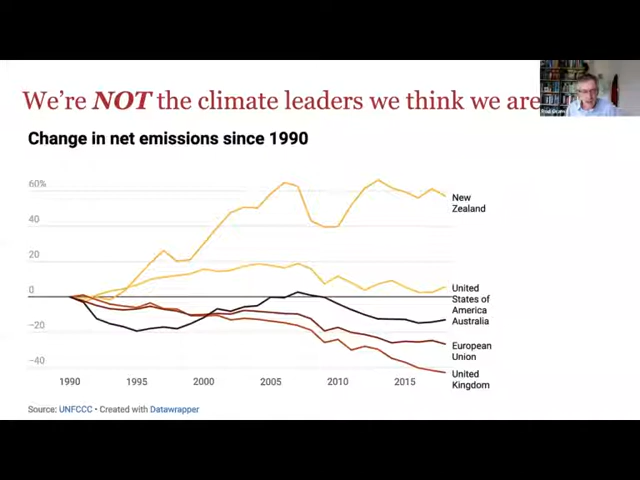 We're NOT the climate leaders we think we are
Change in net emissions since 1990
60%
40
20
0
−20
−40
1990
1995
2000
2005
2010
2015
New
Zealand
United
States of
America
Australia
European
Union
United
Kingdom
Source: UNFCCC • Created with Datawrapper